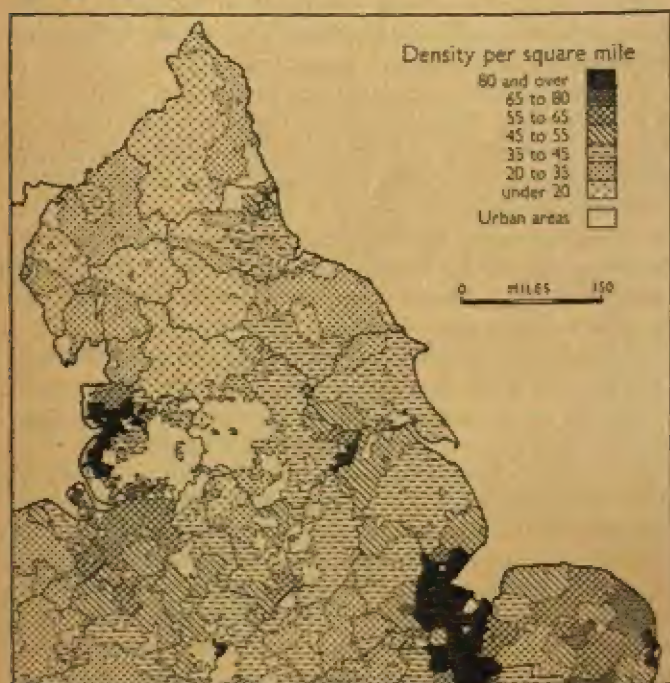 Density per square mile
80 and over
65 to 80
55 to 65
45 to 55
35 to 45
20 to 35
under 20
Urban areas
0 MILES 150